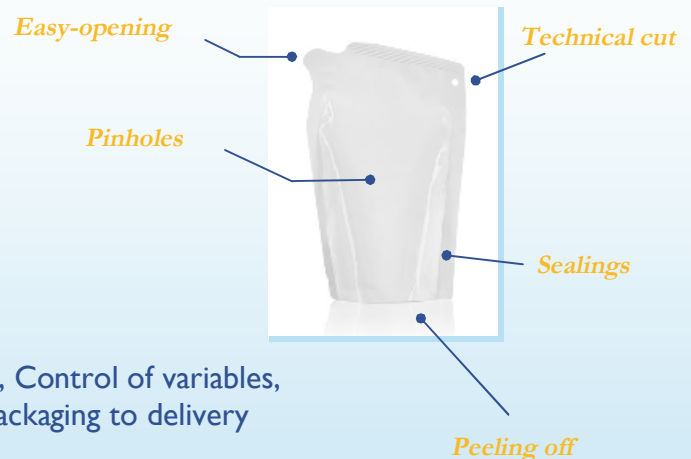 Easy-opening
Technical cut
Pinholes
Sealings
, Control of variables,
ackaging to delivery
Peeling off